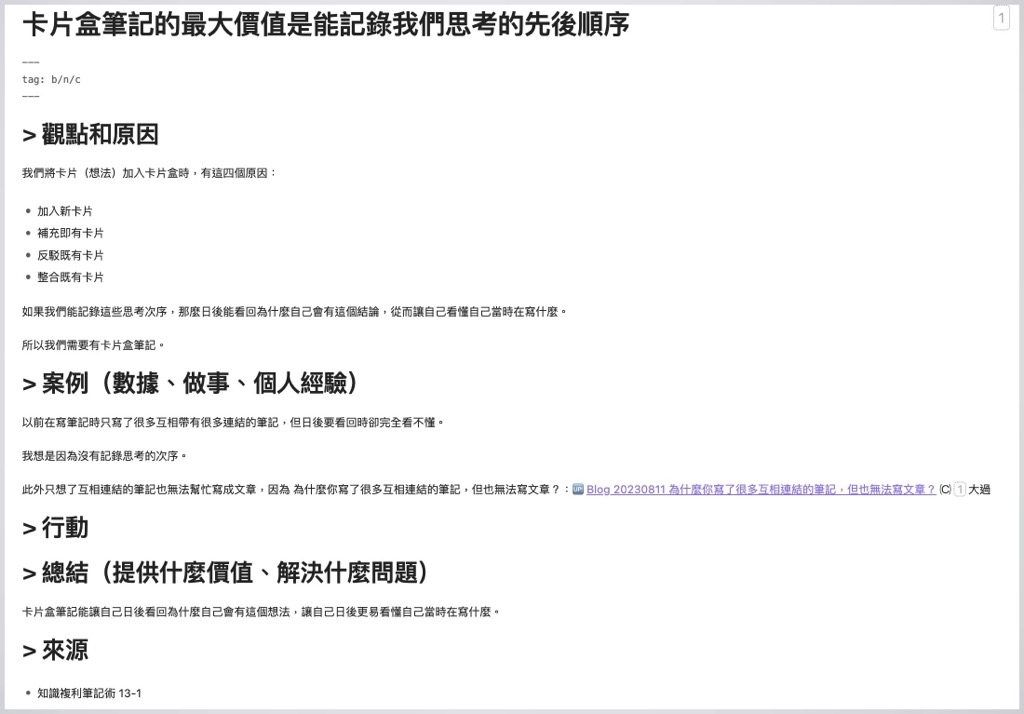 卡片盒筆記的最大價值是能記錄我們思考的先後順序
1
---
tag: b/n/c
---
> 觀點和原因
我們將卡片（想法）加入卡片盒時，有這四個原因：
• 加入新卡片
• 補充即有卡片
• 反駁既有卡片
• 整合既有卡片
如果我們能記錄這些思考次序，那麼日後能看回為什麼自己會有這個結論，從而讓自己看懂自己當時在寫什麼。
所以我們需要有卡片盒筆記。
> 案例（數據、做事、個人經驗）
以前在寫筆記時只寫了很多互相帶有很多連結的筆記，但日後要看回時卻完全看不懂。
我想是因為沒有記錄思考的次序。
此外只想了互相連結的筆記也無法幫忙寫成文章，因為 為什麼你寫了很多互相連結的筆記，但也無法寫文章？：🆙 Blog 20230811 為什麼你寫了很多互相連結的筆記，但也無法寫文章？ (C) 1 大過
> 行動
> 總結（提供什麼價值、解決什麼問題）
卡片盒筆記能讓自己日後看回為什麼自己會有這個想法，讓自己日後更易看懂自己當時在寫什麼。
> 來源
• 知識複利筆記術 13-1